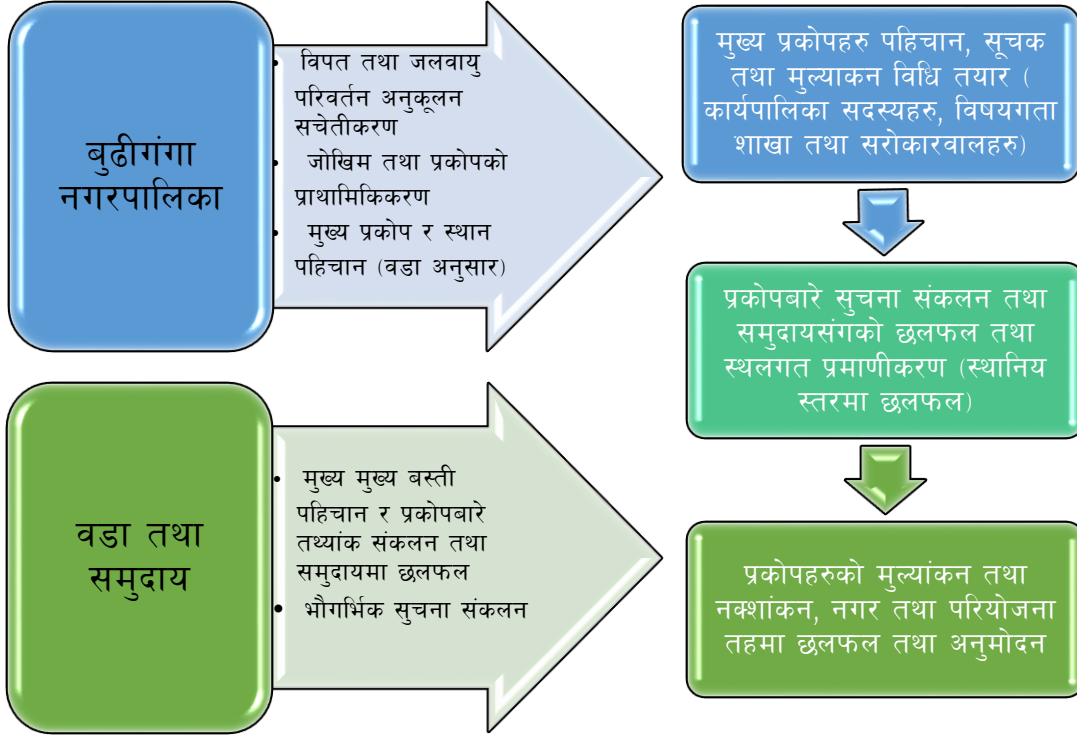 बुढीगंगा
नगरपालिका
• विपत तथा जलवायु
परिवर्तन अनुकूलन
सचेतीकरण
• जोखिम तथा प्रकोपको
प्राथामिकिकरण
• मुख्य प्रकोप र स्थान
पहिचान (वडा अनुसार)
वडा तथा
समुदाय
• मुख्य मुख्य बस्ती
पहिचान र प्रकोपबारे
तथ्यांक संकलन तथा
समुदायमा छलफल
• भौगर्भिक सुचना संकलन
मुख्य प्रकोपहरु पहिचान, सूचक
तथा मुल्याकन विधि तयार (
कार्यपालिका सदस्यहरु, विषयगता
शाखा तथा सरोकारवालहरु)
प्रकोपबारे सुचना संकलन तथा
समुदायसंगको छलफल तथा
स्थलगत प्रमाणीकरण (स्थानिय
स्तरमा छलफल)
प्रकोपहरुको मुल्यांकन तथा
नक्शांकन, नगर तथा परियोजना
तहमा छलफल तथा अनुमोदन